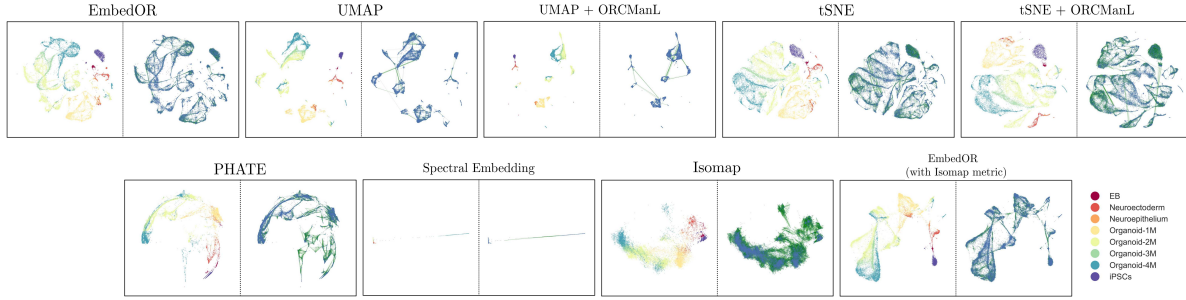 EmbedOR
UMAP
UMAP + ORCManL
tSNE
tSNE + ORCManL
PHATE
Spectral Embedding
Isomap
EmbedOR
(with Isomap metric)
EB
Neuroectoderm
Neuroepithelium
Organoid-1M
Organoid-2M
Organoid-3M
Organoid-4M
iPSCs